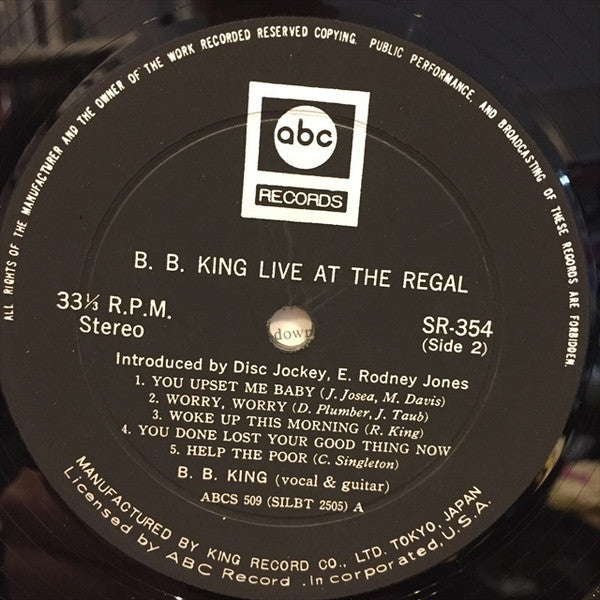 ALL RIGHTS OF THE MANUFACTURER AND THE OWNER OF THE WORK RECORDED RESERVED COPYING. PUBLIC PERFORMANCE, AND BROADCASTING OF THESE RECORDS ARE FORBIDDEN.
abc
RECORDS
B. B. KING LIVE AT THE REGAL
33⅓ R.P.M.
Stereo
down
SR-354
(Side 2)
Introduced by Disc Jockey, E. Rodney Jones
1. YOU UPSET ME BABY (J. Josea, M. Davis)
2. WORRY, WORRY (D. Plumber, J. Taub)
3. WOKE UP THIS MORNING (R. King)
4. YOU DONE LOST YOUR GOOD THING NOW
5. HELP THE POOR (C. Singleton)
B. B. KING (vocal & guitar)
ABCS 509 (SILBT 2505) A
MANUFACTURED BY KING RECORD CO., LTD. TOKYO, JAPAN
Licensed by ABC Record .Incorporated, U.S.A.